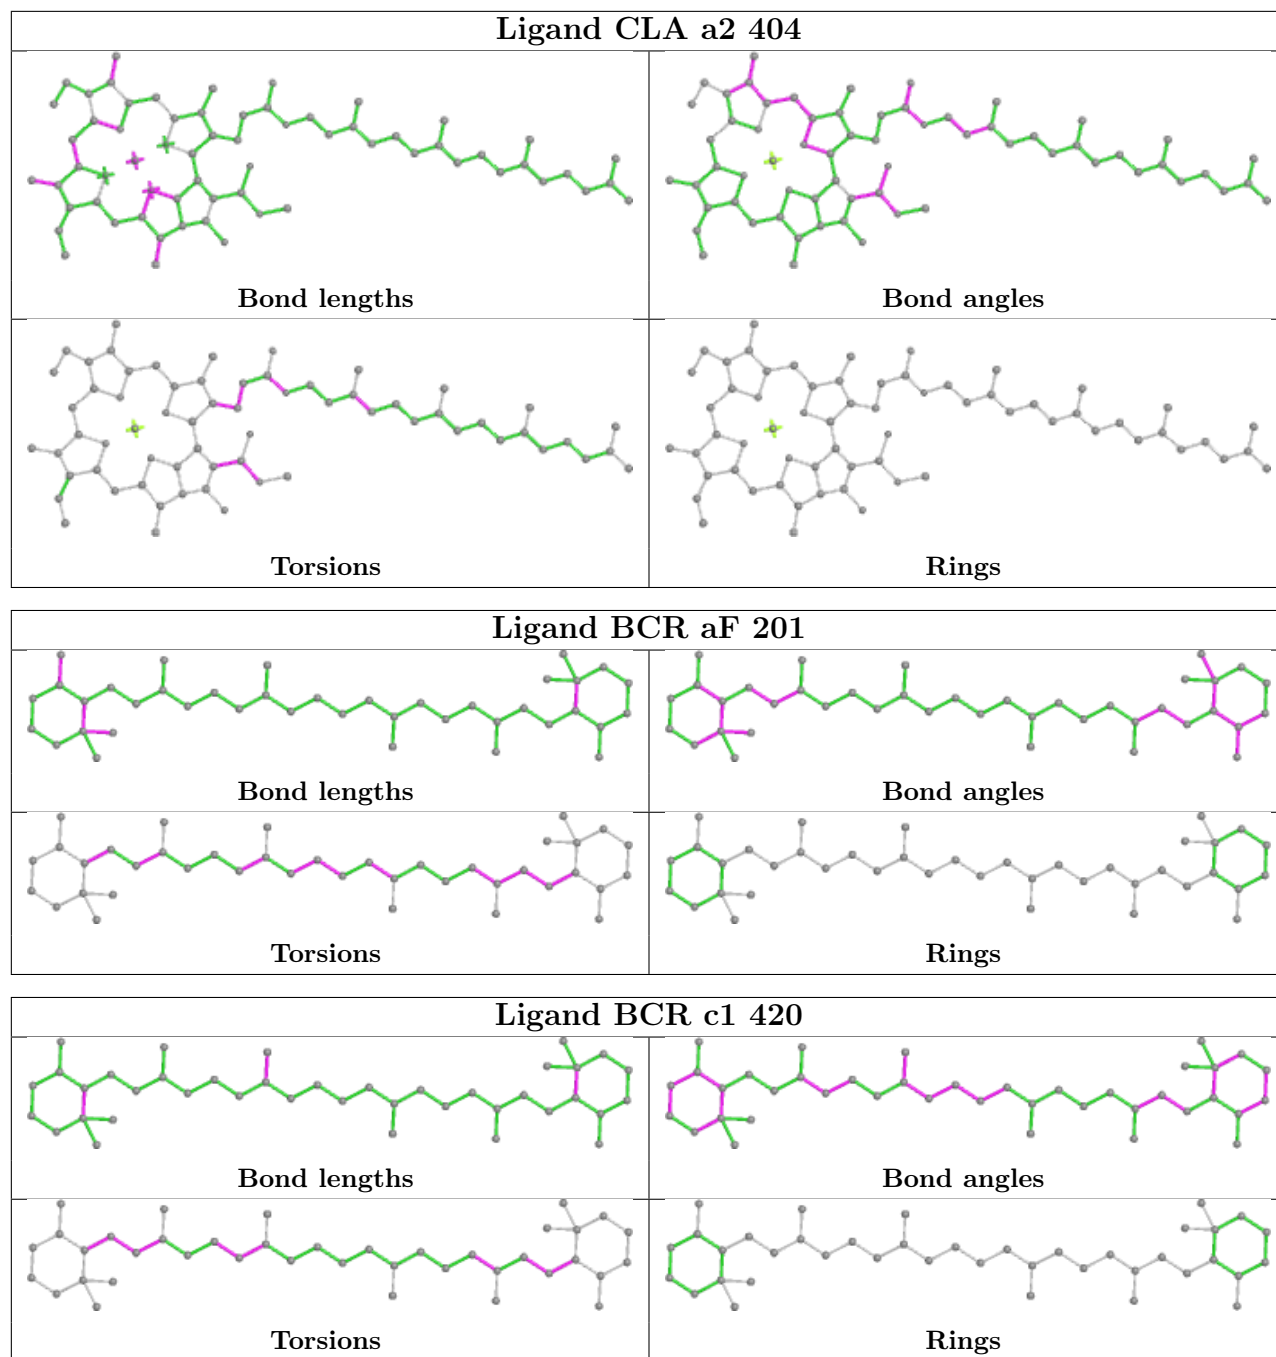 Ligand CLA a2 404
Bond lengths
Bond angles
Torsions
Rings
Ligand BCR aF 201
Bond lengths
Bond angles
Torsions
Rings
Ligand BCR c1 420
Bond lengths
Bond angles
Torsions
Rings